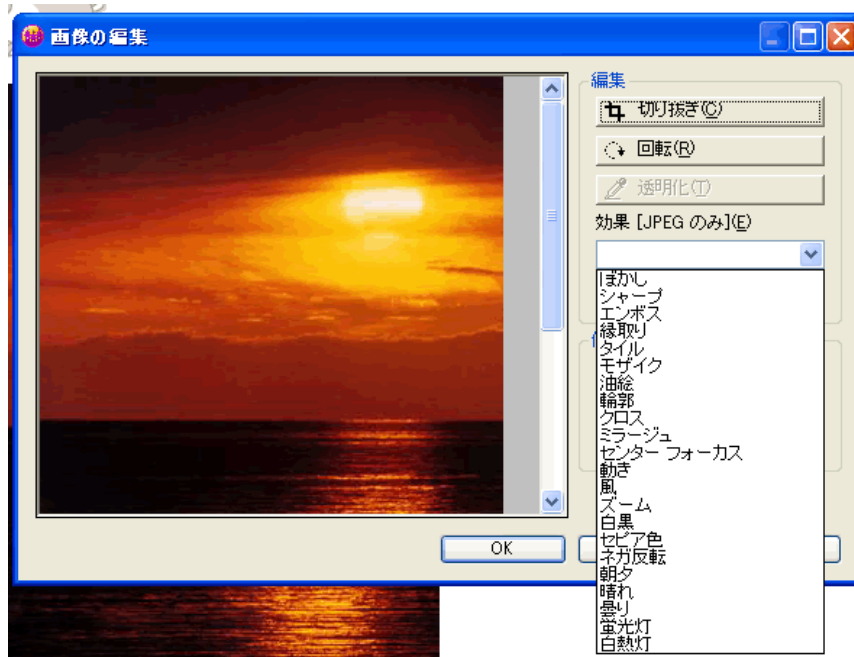 画像の編集
編集
切り抜き(C)
回転(R)
透明化(T)
効果 [JPEG のみ](E)
ぼかし
シャープ
エンボス
縁取り
タイル
モザイク
油絵
輪郭
クロス
ミラージュ
センター フォーカス
動き
風
ズーム
白黒
セピア色
ネガ反転
朝夕
晴れ
曇り
蛍光灯
白熱灯
OK